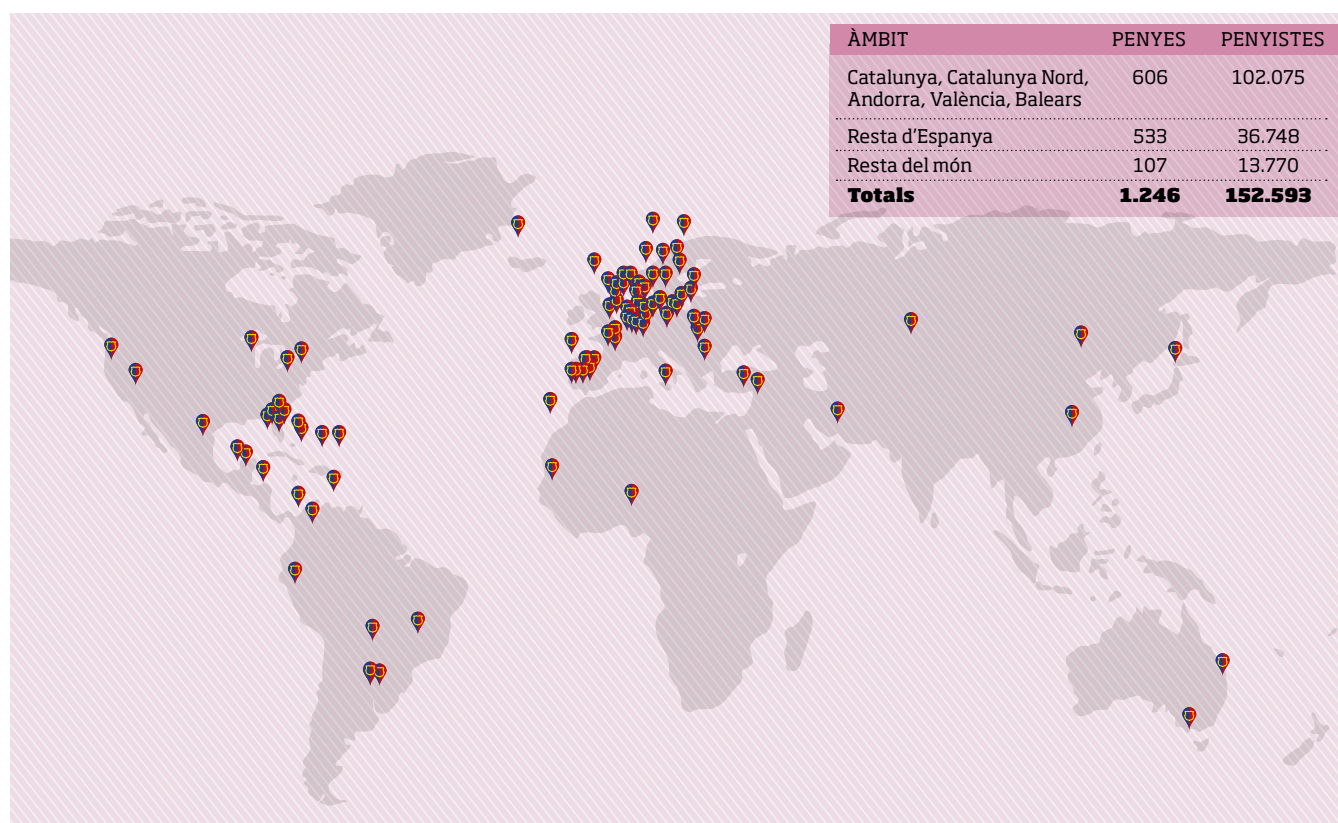 ÀMBIT PENYES PENYISTES
Catalunya, Catalunya Nord, 606 102.075
Andorra, València, Balears
Resta d'Espanya 533 36.748
Resta del món 107 13.770
Totals 1.246 152.593